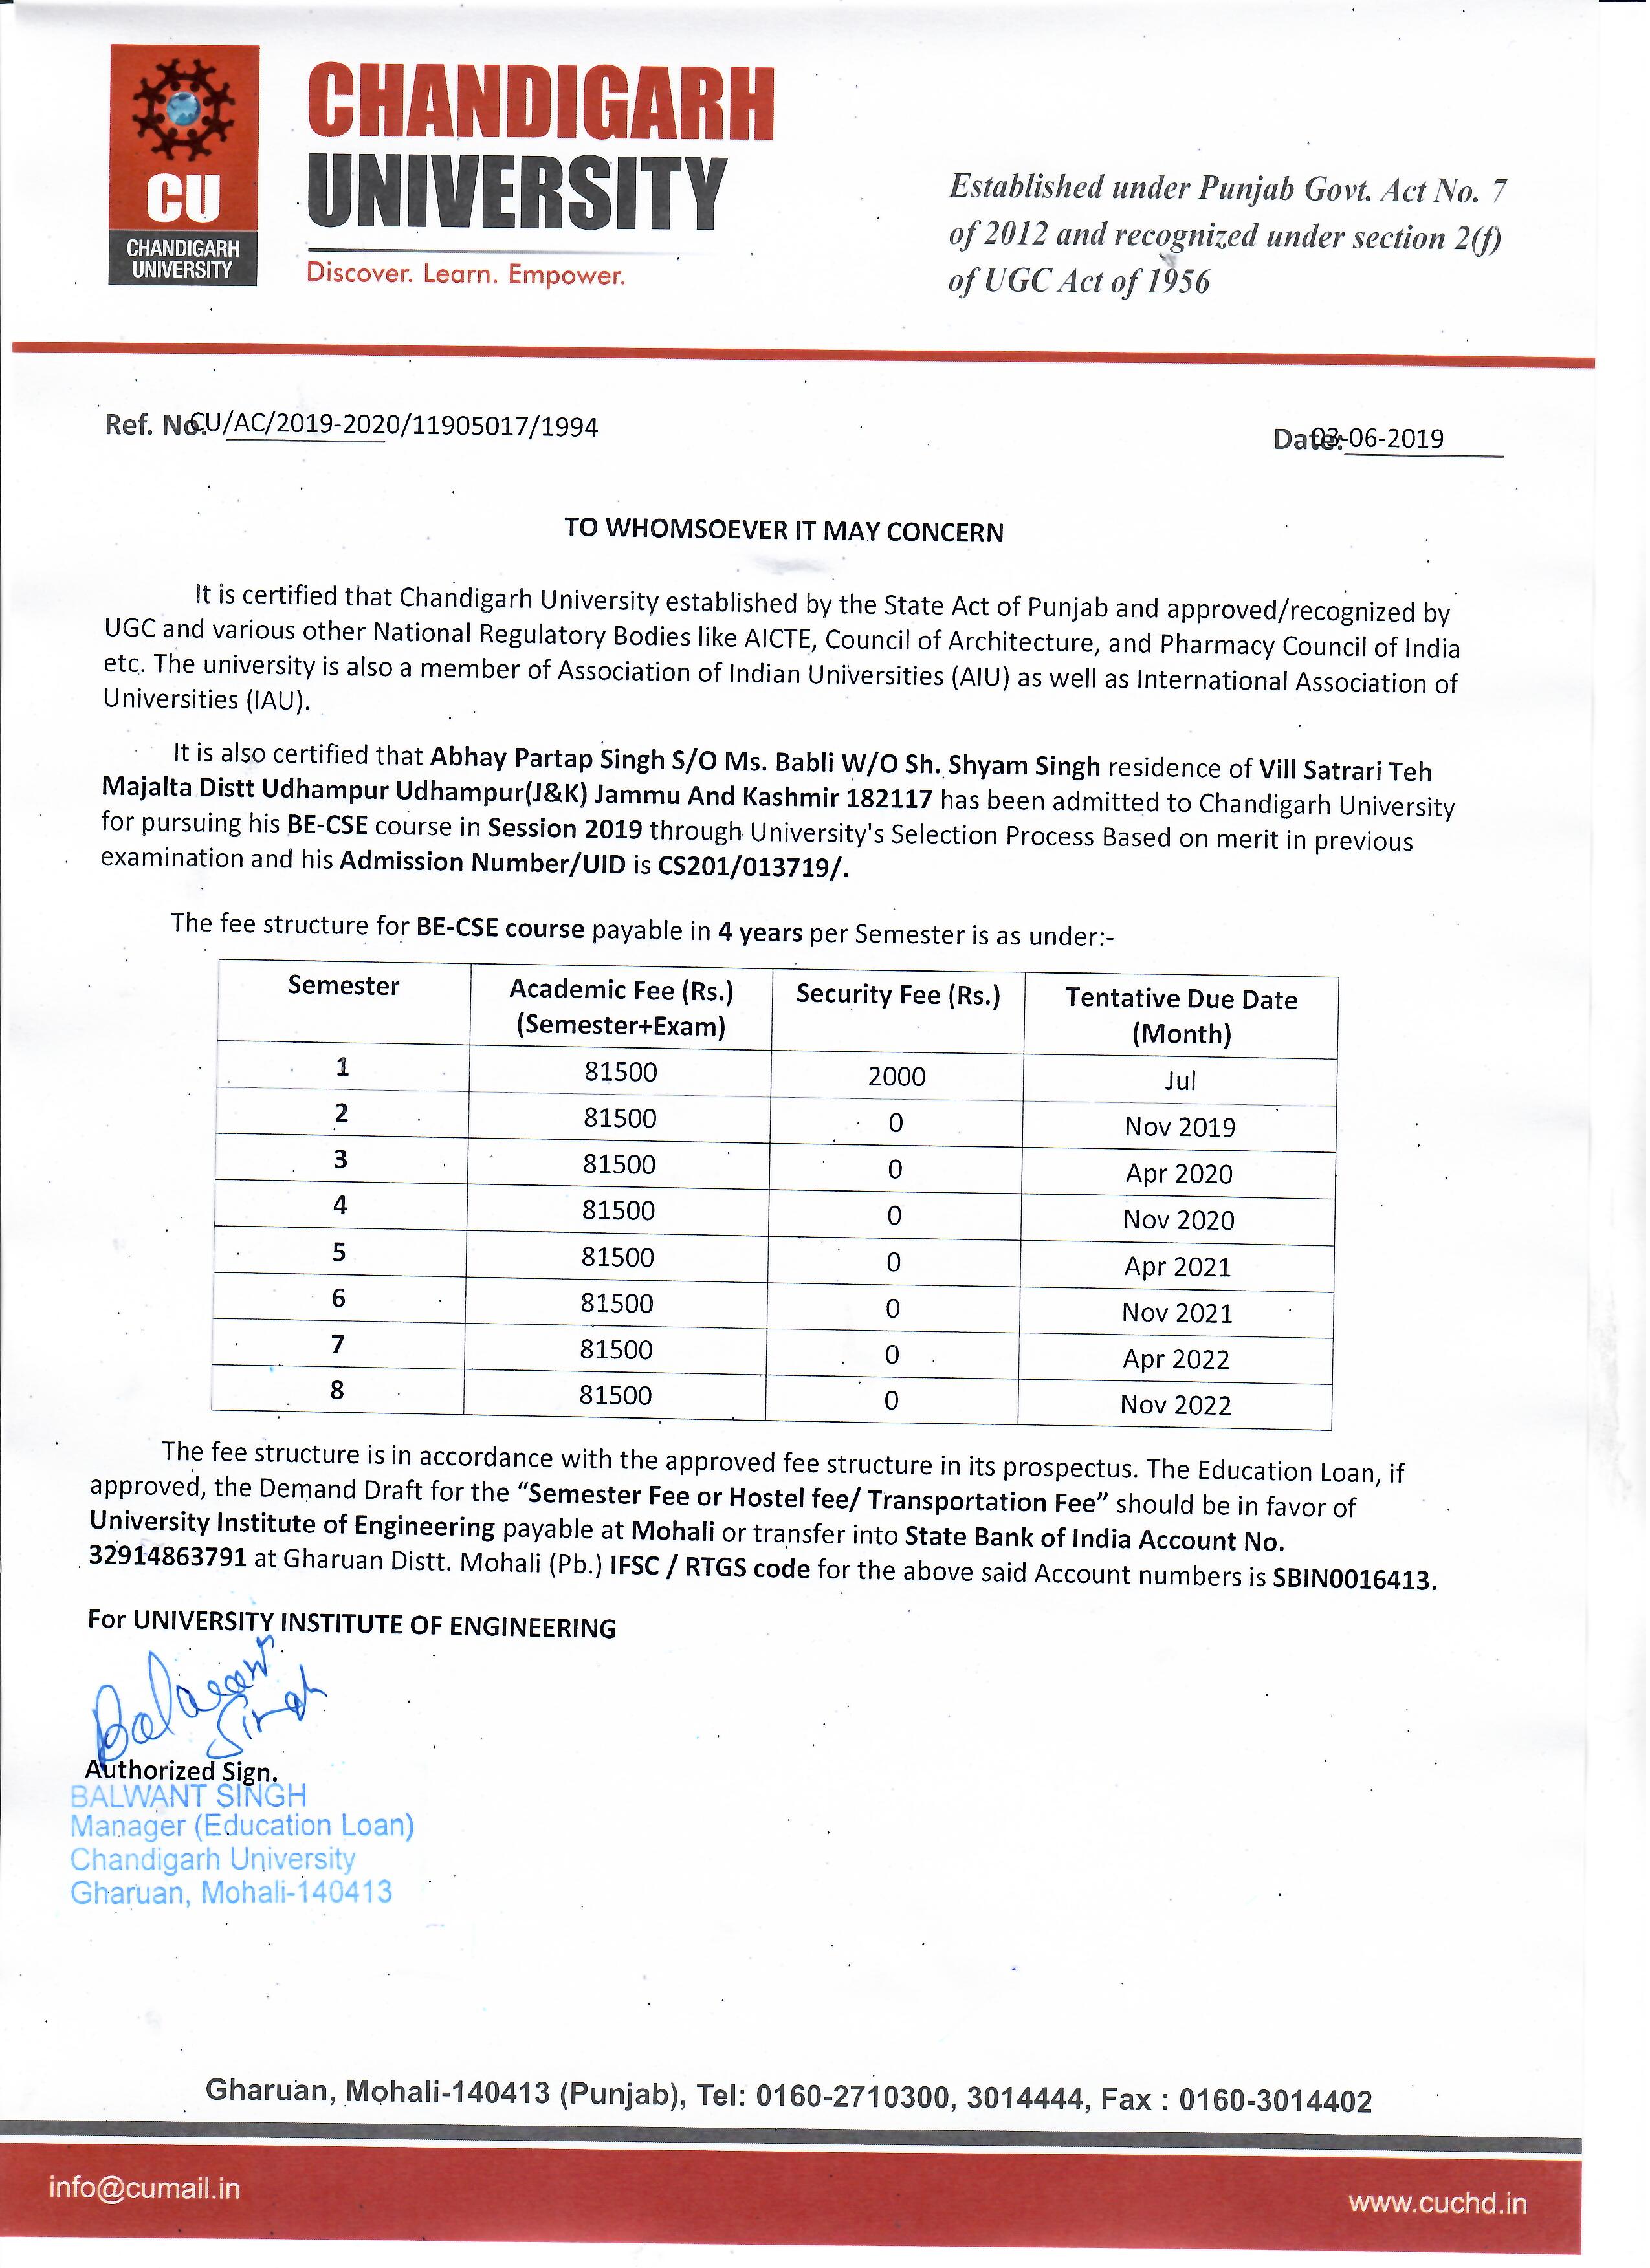 CU
CHANDIGARH
UNIVERSITY
CHANDIGARH
UNIVERSITY
Discover. Learn. Empower.
Established under Punjab Govt. Act No. 7
of 2012 and recognized under section 2(f)
of UGC Act of 1956
Ref. No. CU/AC/2019-2020/11905017/1994
Date: 03-06-2019
TO WHOMSOEVER IT MAY CONCERN
It is certified that Chandigarh University established by the State Act of Punjab and approved/recognized by
UGC and various other National Regulatory Bodies like AICTE, Council of Architecture, and Pharmacy Council of India
etc. The university is also a member of Association of Indian Universities (AIU) as well as International Association of
Universities (IAU).
It is also certified that Abhay Partap Singh S/O Ms. Babli W/O Sh. Shyam Singh residence of Vill Satrari Teh
Majalta Distt Udhampur Udhampur(J&K) Jammu And Kashmir 182117 has been admitted to Chandigarh University
for pursuing his BE-CSE course in Session 2019 through University's Selection Process Based on merit in previous
examination and his Admission Number/UID is CS201/013719/.
The fee structure for BE-CSE course payable in 4 years per Semester is as under:-
Semester Academic Fee (Rs.) Security Fee (Rs.) Tentative Due Date
(Semester+Exam) (Month)
1 81500 2000 Jul
2 81500 0 Nov 2019
3 81500 0 Apr 2020
4 81500 0 Nov 2020
5 81500 0 Apr 2021
6 81500 0 Nov 2021
7 81500 0 Apr 2022
8 81500 0 Nov 2022
The fee structure is in accordance with the approved fee structure in its prospectus. The Education Loan, if
approved, the Demand Draft for the “Semester Fee or Hostel fee/ Transportation Fee” should be in favor of
University Institute of Engineering payable at Mohali or transfer into State Bank of India Account No.
32914863791 at Gharuan Distt. Mohali (Pb.) IFSC / RTGS code for the above said Account numbers is SBIN0016413.
For UNIVERSITY INSTITUTE OF ENGINEERING
Balwant
Singh
Authorized Sign.
BALWANT SINGH
Manager (Education Loan)
Chandigarh University
Gharuan, Mohali-140413
Gharuan, Mohali-140413 (Punjab), Tel: 0160-2710300, 3014444, Fax : 0160-3014402
info@cumail.in
www.cuchd.in